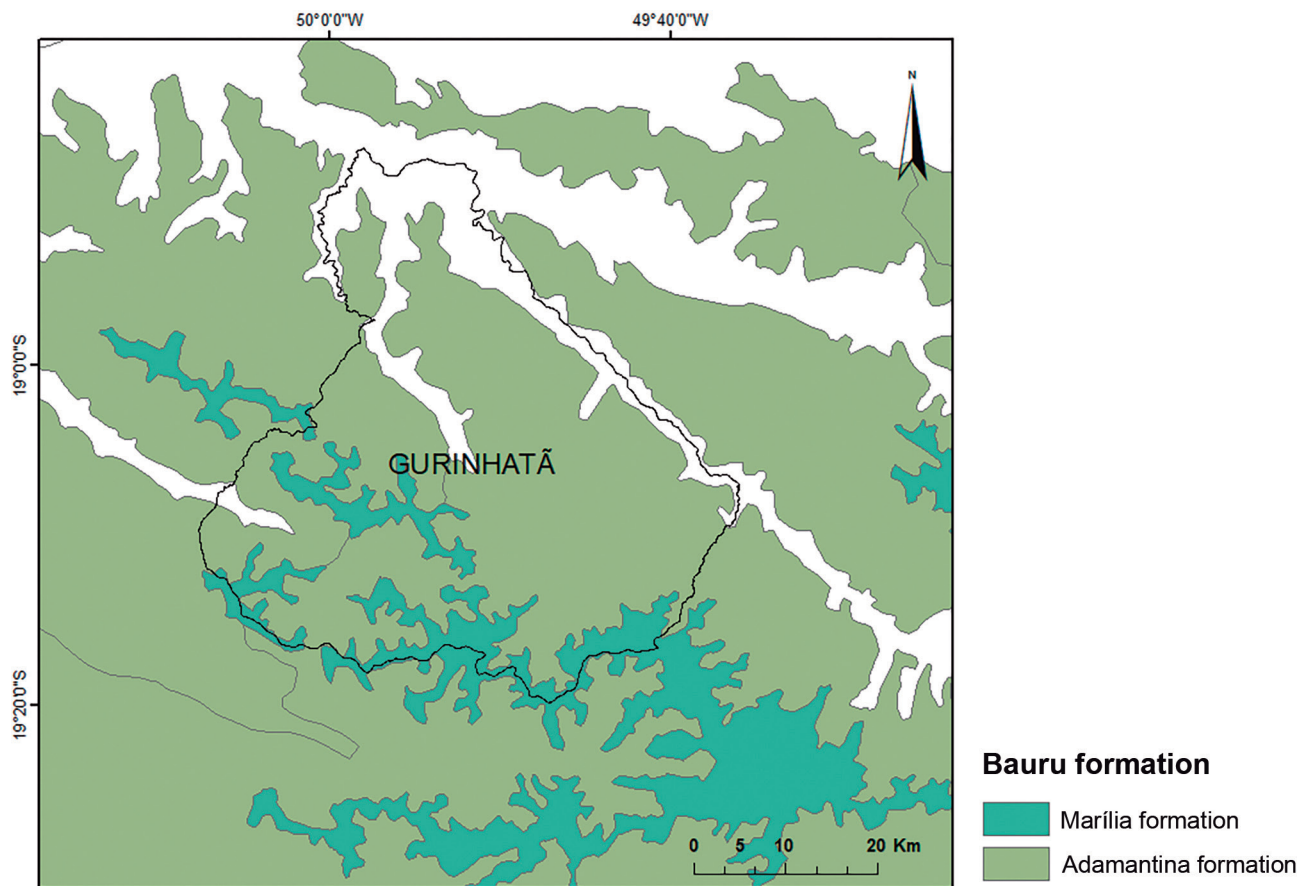 50°0'0"W
49°40'0"W
N
19°0'0"S
GURINHATÃ
19°20'0"S
0 5 10 20 Km
Bauru formation
Marília formation
Adamantina formation